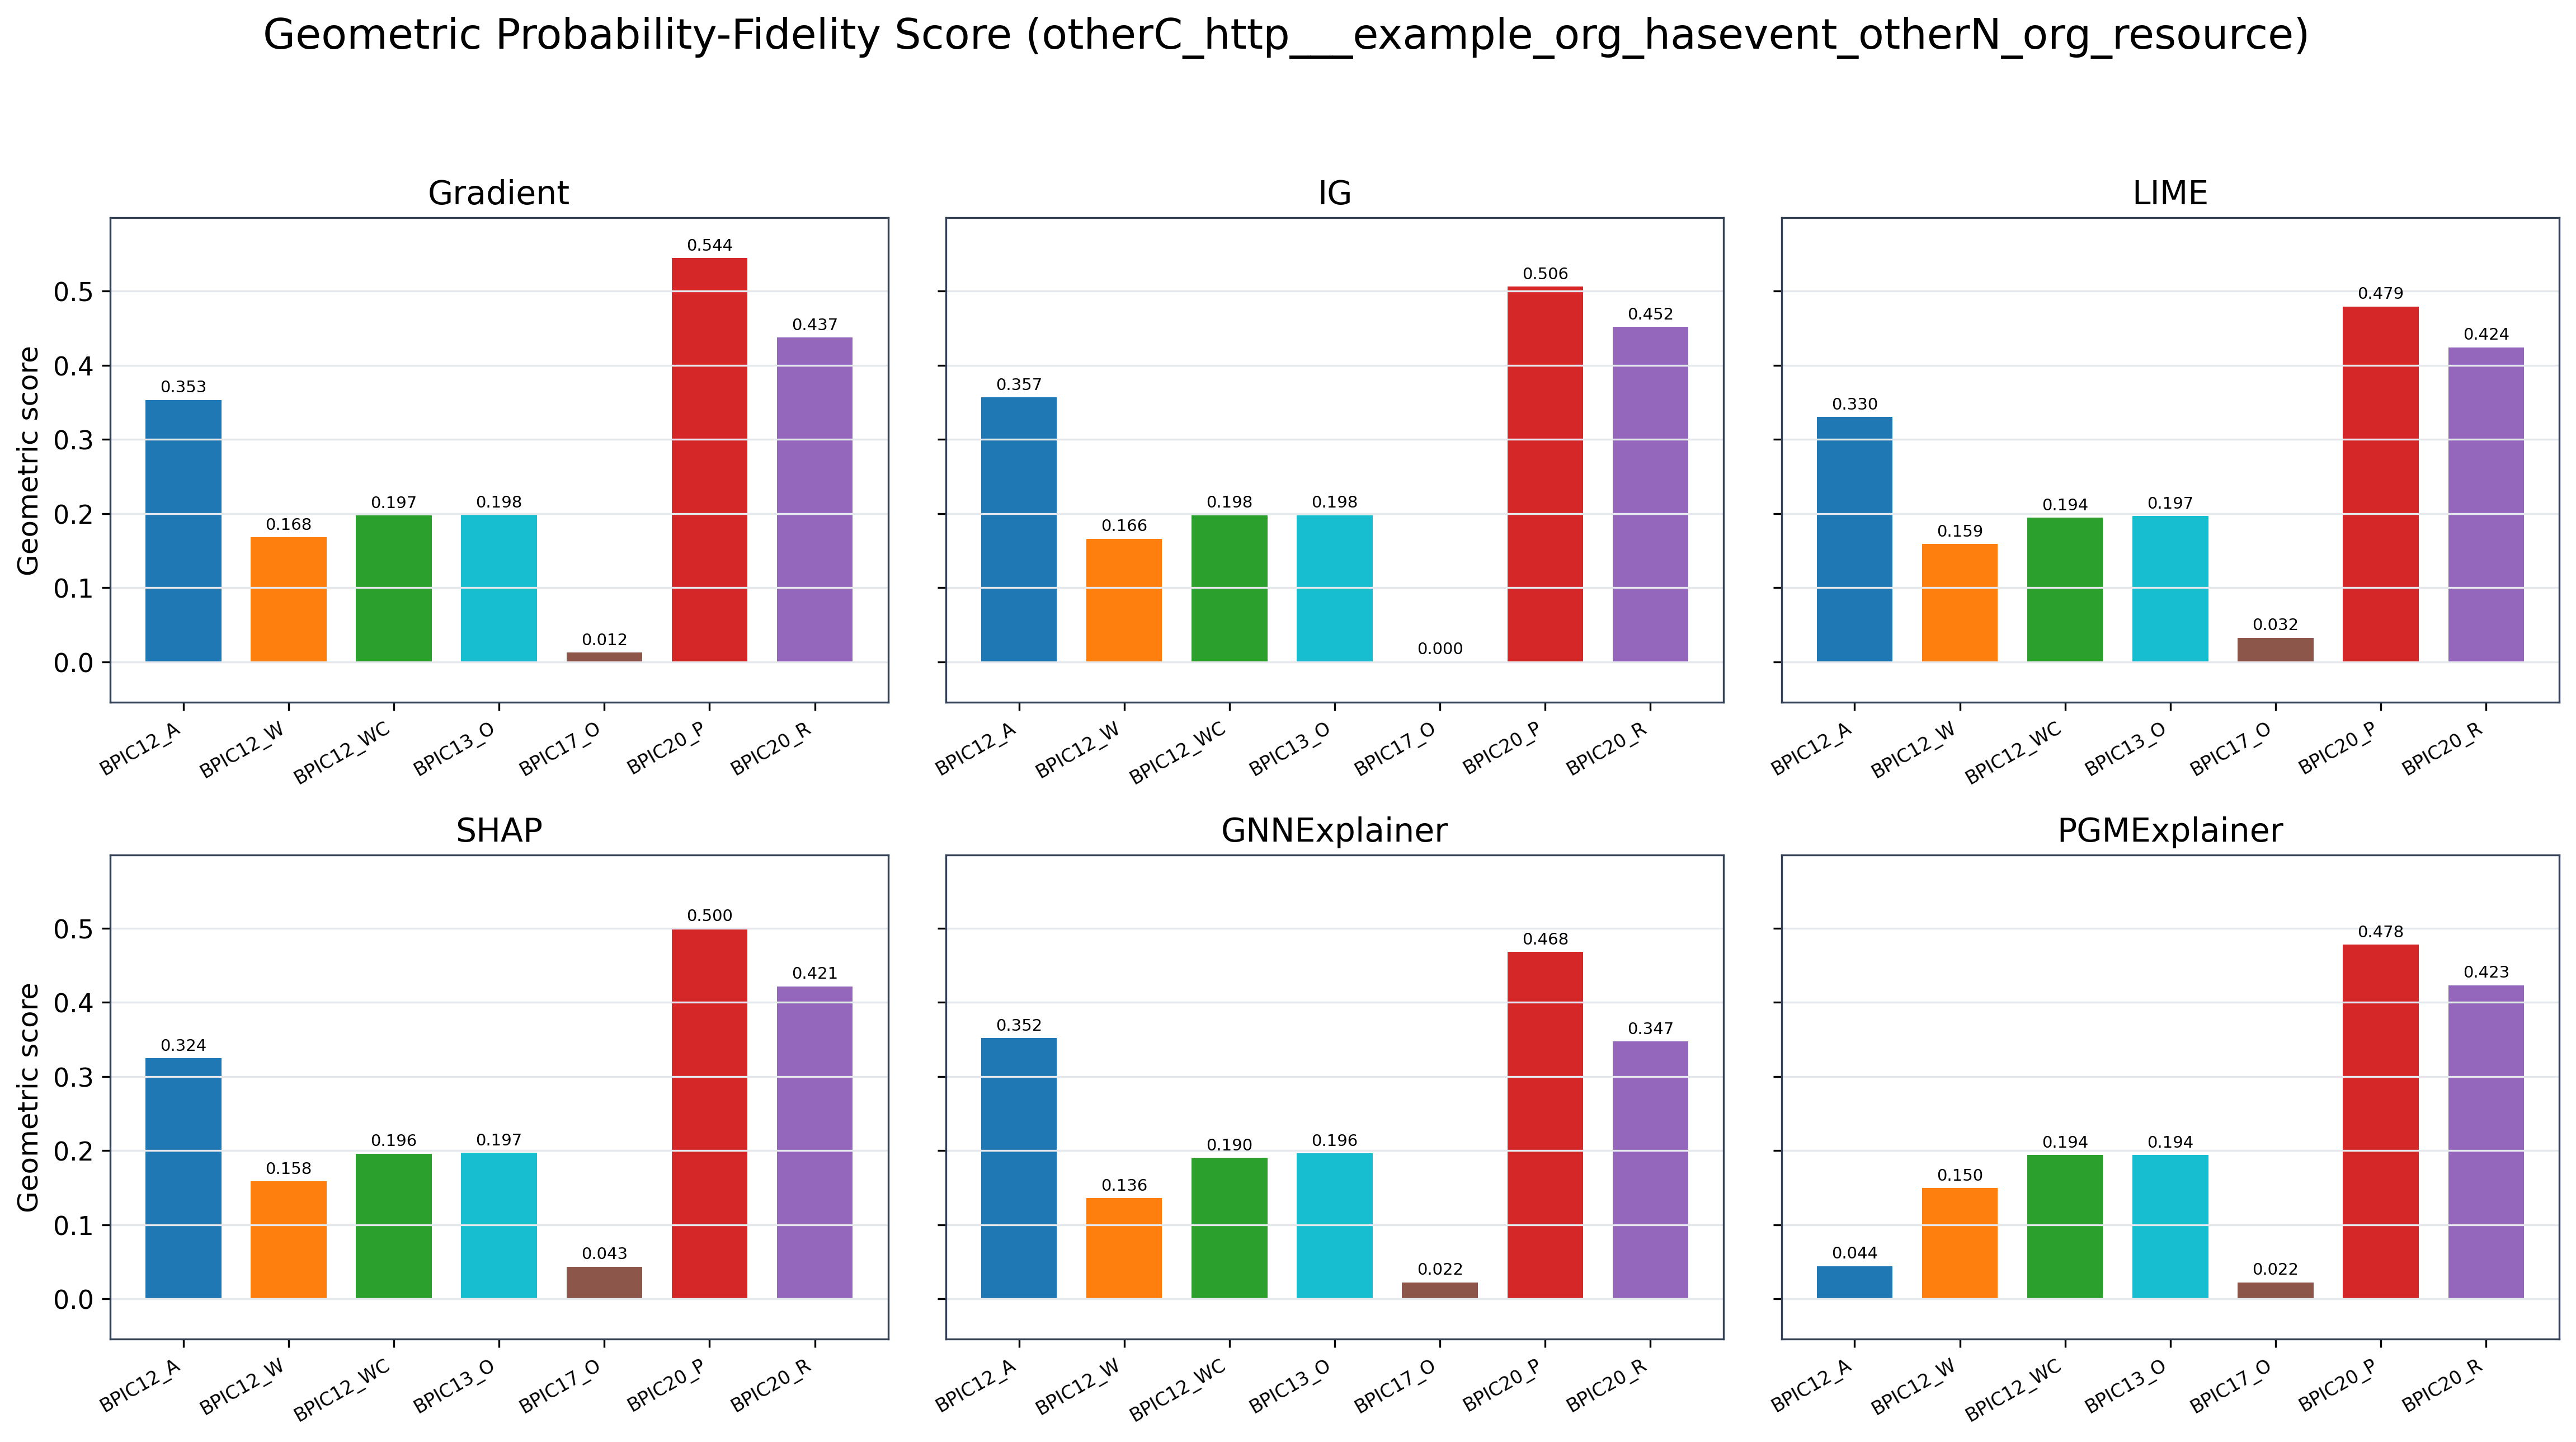 Geometric Probability-Fidelity Score (otherC_http___example_org_hasevent_otherN_org_resource)
Gradient
Geometric score
0.5
0.4
0.3
0.2
0.1
0.0
0.353
0.168
0.197
0.198
0.012
0.544
0.437
BPIC12_A
BPIC12_W
BPIC12_WC
BPIC13_O
BPIC17_O
BPIC20_P
BPIC20_R
IG
0.357
0.166
0.198
0.198
0.000
0.506
0.452
BPIC12_A
BPIC12_W
BPIC12_WC
BPIC13_O
BPIC17_O
BPIC20_P
BPIC20_R
LIME
0.330
0.159
0.194
0.197
0.032
0.479
0.424
BPIC12_A
BPIC12_W
BPIC12_WC
BPIC13_O
BPIC17_O
BPIC20_P
BPIC20_R
SHAP
Geometric score
0.5
0.4
0.3
0.2
0.1
0.0
0.324
0.158
0.196
0.197
0.043
0.500
0.421
BPIC12_A
BPIC12_W
BPIC12_WC
BPIC13_O
BPIC17_O
BPIC20_P
BPIC20_R
GNNExplainer
0.352
0.136
0.190
0.196
0.022
0.468
0.347
BPIC12_A
BPIC12_W
BPIC12_WC
BPIC13_O
BPIC17_O
BPIC20_P
BPIC20_R
PGMExplainer
0.044
0.150
0.194
0.194
0.022
0.478
0.423
BPIC12_A
BPIC12_W
BPIC12_WC
BPIC13_O
BPIC17_O
BPIC20_P
BPIC20_R